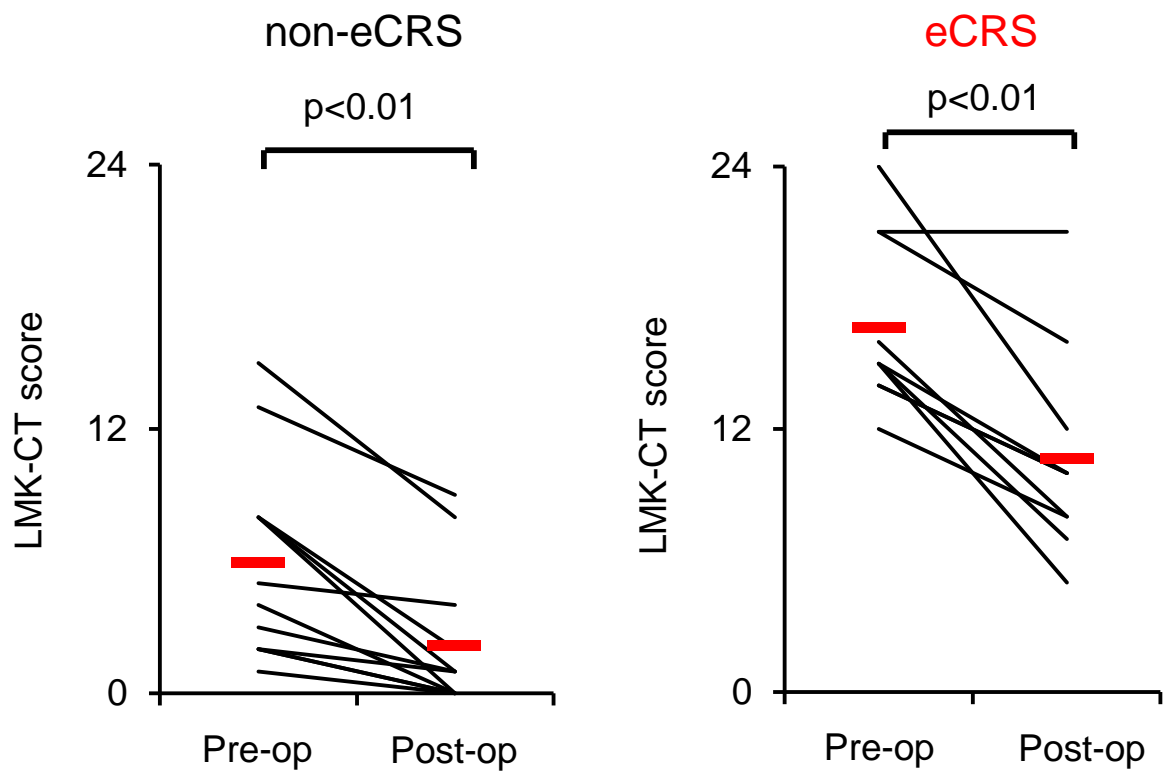 non-eCRS
p<0.01
24
12
0
LMK-CT score
Pre-op
Post-op
eCRS
p<0.01
24
12
0
LMK-CT score
Pre-op
Post-op